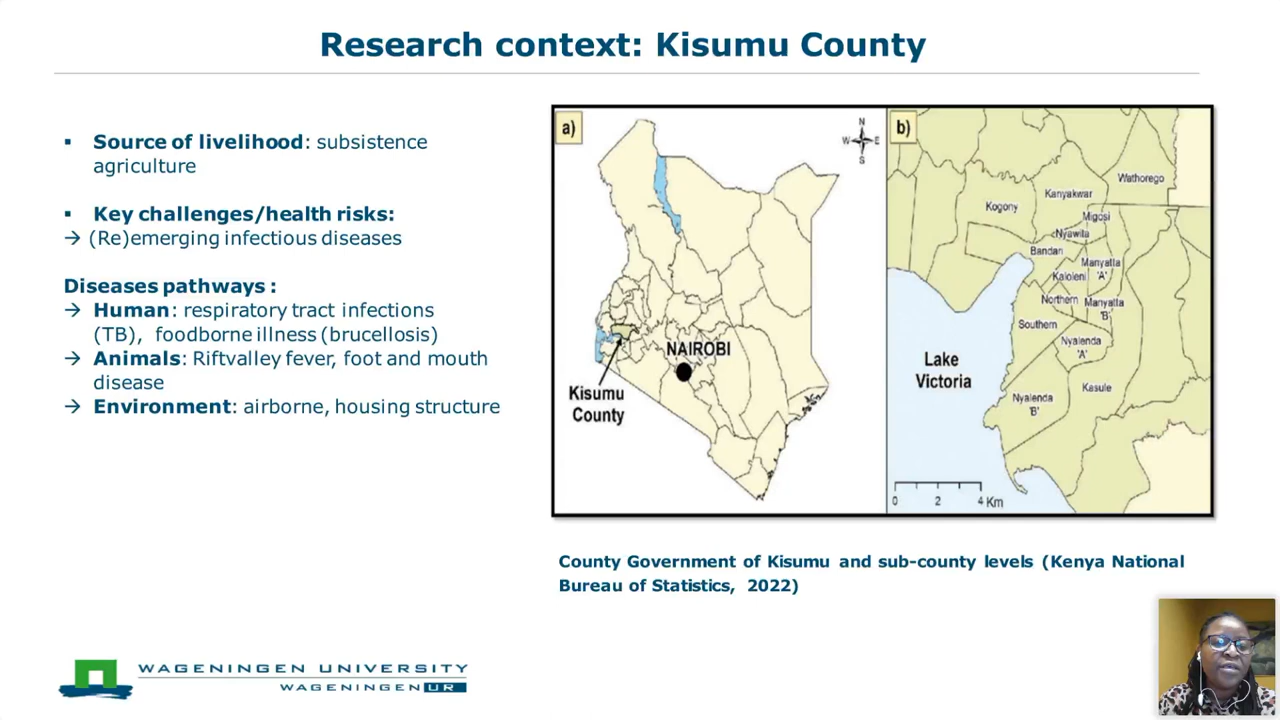 Research context: Kisumu County
▪ Source of livelihood: subsistence
agriculture
▪ Key challenges/health risks:
→ (Re)emerging infectious diseases
Diseases pathways :
→ Human: respiratory tract infections
(TB), foodborne illness (brucellosis)
→ Animals: Riftvalley fever, foot and mouth
disease
→ Environment: airborne, housing structure
a)
N
W E
S
NAIROBI
Kisumu
County
b)
Wathorego
Kanyakwar
Kogony
Migosi
Nyawita
Bandari
Manyatta
'A'
Kaloleni
Northern
Manyatta
'B'
Southern
Nyalenda
'A'
Lake
Victoria
Kasule
Nyalenda
'B'
0 2 4 Km
County Government of Kisumu and sub-county levels (Kenya National
Bureau of Statistics, 2022)
WAGENINGEN UNIVERSITY
WAGENINGEN UR